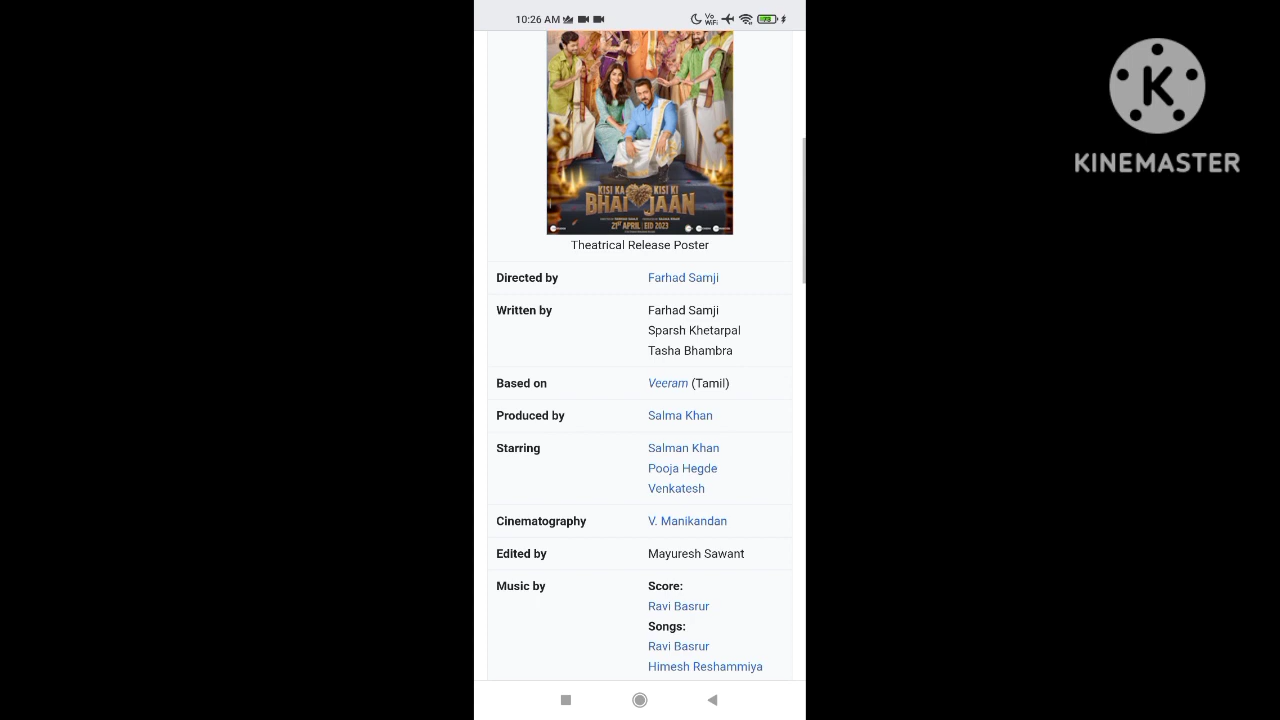 10:26 AM
Vo
WiFi
73
KINEMASTER
KISI KA KISI KI
BHAI JAAN
21ST APRIL | EID 2023
Theatrical Release Poster
Directed by Farhad Samji
Written by Farhad Samji
Sparsh Khetarpal
Tasha Bhambra
Based on Veeram (Tamil)
Produced by Salma Khan
Starring Salman Khan
Pooja Hegde
Venkatesh
Cinematography V. Manikandan
Edited by Mayuresh Sawant
Music by Score:
Ravi Basrur
Songs:
Ravi Basrur
Himesh Reshammiya